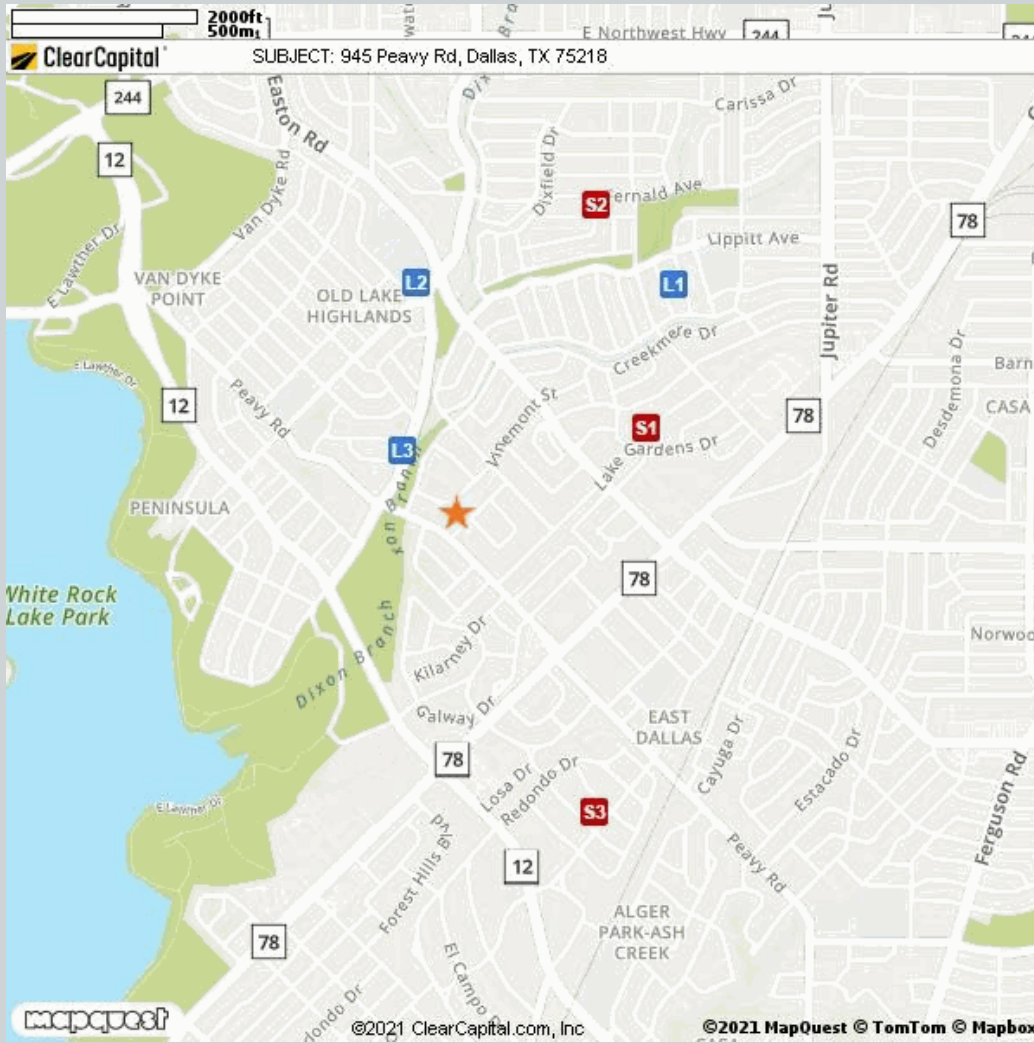 2000ft
500m
E Northwest Hwy
244
ClearCapital
SUBJECT: 945 Peavy Rd, Dallas, TX 75218
244
Easton Rd
Carissa Dr
12
Van Dyke Rd
Dixfield Dr
S2
Fernald Ave
78
E Lawther Dr
Lippitt Ave
VAN DYKE
POINT
L2
L1
OLD LAKE
HIGHLANDS
Jupiter Rd
Creekmere Dr
E Lawther Dr
Desdemona Dr
Barn
12
Peavy Rd
78
CASA
Vinemont St
S1
L3
Lake Gardens Dr
PENINSULA
xon Branch
78
White Rock
Lake Park
Dixon Branch
Norwoo
Kilarney Dr
Galway Dr
EAST
DALLAS
78
Cayuga Dr
Estacado Dr
Losa Dr
Redondo Dr
E Lawther Dr
S3
Ferguson Rd
Forest Hills Blvd
12
Peavy Rd
78
ALGER
PARK-ASH
CREEK
El Campo D
ondo Dr
mapquest
©2021 ClearCapital.com, Inc
©2021 MapQuest © TomTom © Mapbox